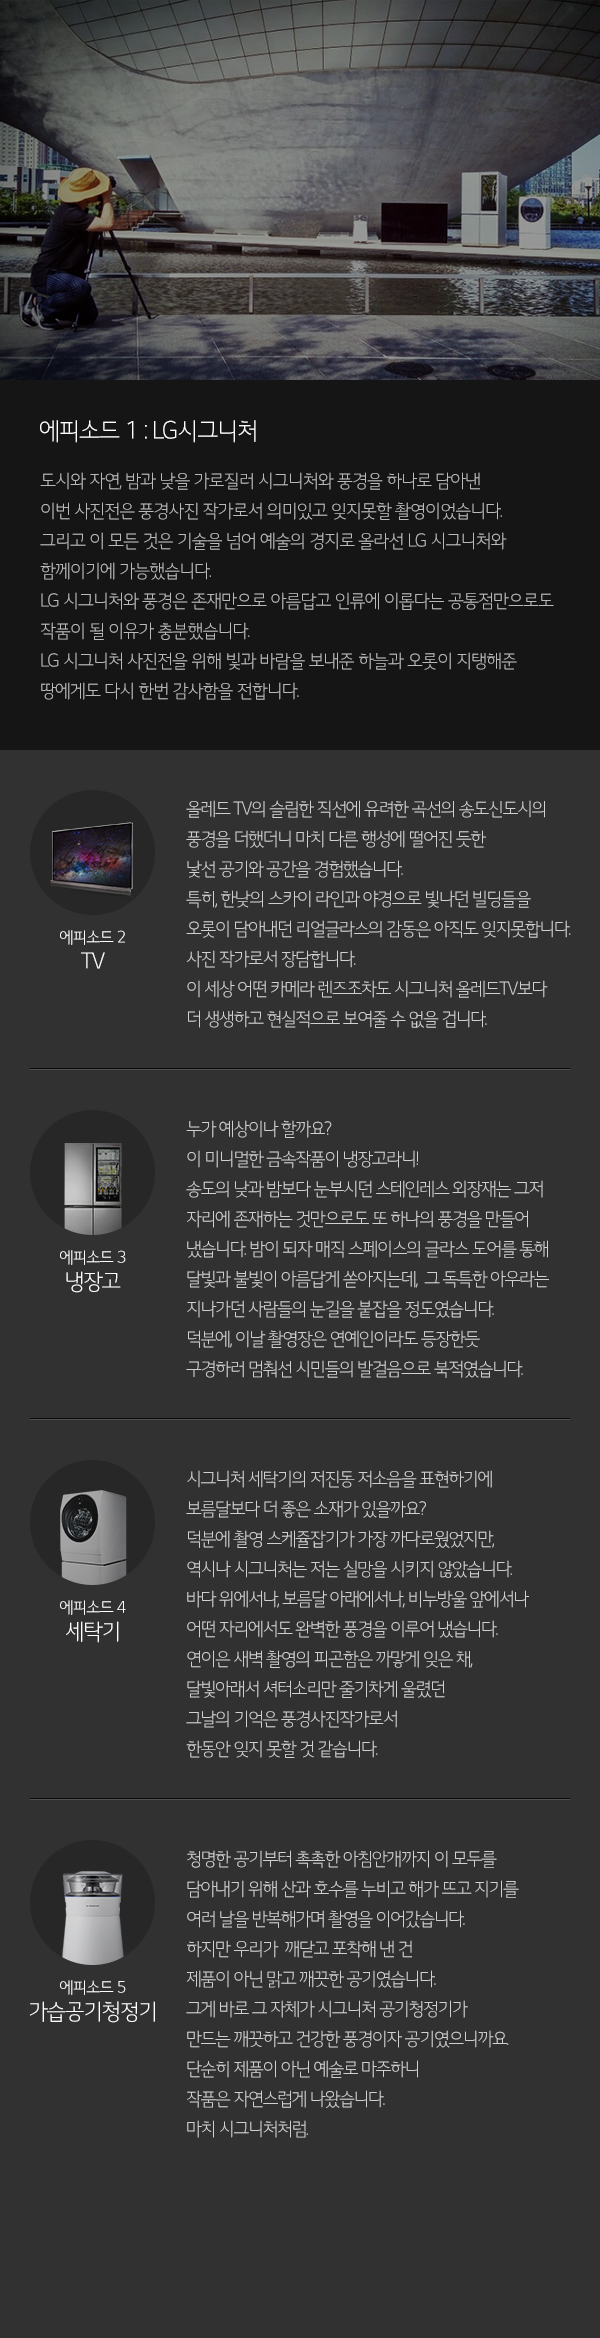 에피소드 1 : LG시그니처
도시와 자연, 밤과 낮을 가로질러 시그니처와 풍경을 하나로 담아낸
이번 사진전은 풍경사진 작가로서 의미있고 잊지못할 촬영이었습니다.
그리고 이 모든 것은 기술을 넘어 예술의 경지로 올라선 LG 시그니처와
함께이기에 가능했습니다.
LG 시그니처와 풍경은 존재만으로 아름답고 인류에 이롭다는 공통점만으로도
작품이 될 이유가 충분했습니다.
LG 시그니처 사진전을 위해 빛과 바람을 보내준 하늘과 오롯이 지탱해준
땅에게도 다시 한번 감사함을 전합니다.
에피소드 2
TV
올레드 TV의 슬림한 직선에 유려한 곡선의 송도신도시의
풍경을 더했더니 마치 다른 행성에 떨어진 듯한
낯선 공기와 공간을 경험했습니다.
특히, 한낮의 스카이 라인과 야경으로 빛나던 빌딩들을
오롯이 담아내던 리얼글라스의 감동은 아직도 잊지못합니다.
사진 작가로서 장담합니다.
이 세상 어떤 카메라 렌즈조차도 시그니처 올레드TV보다
더 생생하고 현실적으로 보여줄 수 없을 겁니다.
에피소드 3
냉장고
누가 예상이나 할까요?
이 미니멀한 금속작품이 냉장고라니!
송도의 낮과 밤보다 눈부시던 스테인레스 외장재는 그저
자리에 존재하는 것만으로도 또 하나의 풍경을 만들어
냈습니다. 밤이 되자 매직 스페이스의 글라스 도어를 통해
달빛과 불빛이 아름답게 쏟아지는데, 그 독특한 아우라는
지나가던 사람들의 눈길을 붙잡을 정도였습니다.
덕분에, 이날 촬영장은 연예인이라도 등장한듯
구경하러 멈춰선 시민들의 발걸음으로 북적였습니다.
에피소드 4
세탁기
시그니처 세탁기의 저진동 저소음을 표현하기에
보름달보다 더 좋은 소재가 있을까요?
덕분에 촬영 스케쥴잡기가 가장 까다로웠었지만,
역시나 시그니처는 저는 실망을 시키지 않았습니다.
바다 위에서나, 보름달 아래에서나, 비누방울 앞에서나
어떤 자리에서도 완벽한 풍경을 이루어 냈습니다.
연이은 새벽 촬영의 피곤함은 까맣게 잊은 채,
달빛아래서 셔터소리만 줄기차게 울렸던
그날의 기억은 풍경사진작가로서
한동안 잊지 못할 것 같습니다.
에피소드 5
가습공기청정기
청명한 공기부터 촉촉한 아침안개까지 이 모두를
담아내기 위해 산과 호수를 누비고 해가 뜨고 지기를
여러 날을 반복해가며 촬영을 이어갔습니다.
하지만 우리가 깨닫고 포착해 낸 건
제품이 아닌 맑고 깨끗한 공기였습니다.
그게 바로 그 자체가 시그니처 공기청정기가
만드는 깨끗하고 건강한 풍경이자 공기였으니까요.
단순히 제품이 아닌 예술로 마주하니
작품은 자연스럽게 나왔습니다.
마치 시그니처처럼.